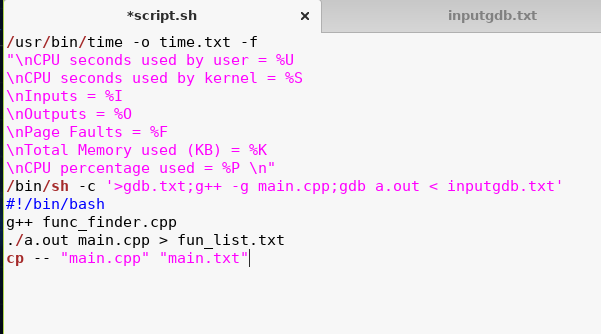 *script.sh × inputgdb.txt
/usr/bin/time -o time.txt -f
"\nCPU seconds used by user = %U
\nCPU seconds used by kernel = %S
\nInputs = %I
\nOutputs = %O
\nPage Faults = %F
\nTotal Memory used (KB) = %K
\nCPU percentage used = %P \n"
/bin/sh -c '>gdb.txt;g++ -g main.cpp;gdb a.out < inputgdb.txt'
#!/bin/bash
g++ func_finder.cpp
./a.out main.cpp > fun_list.txt
cp -- "main.cpp" "main.txt"